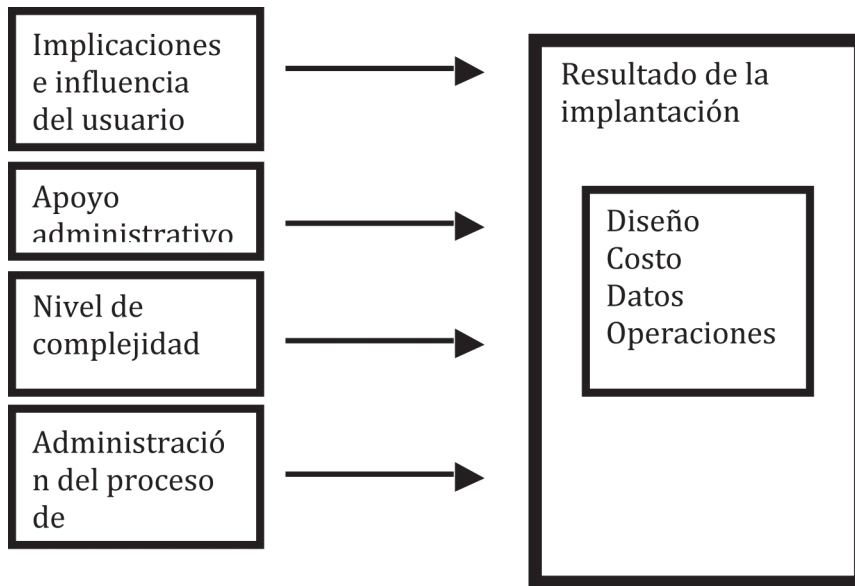 Implicaciones
e influencia
del usuario
Apoyo
administrativo
Nivel de
complejidad
Administració
n del proceso
de
Resultado de la
implantación
Diseño
Costo
Datos
Operaciones